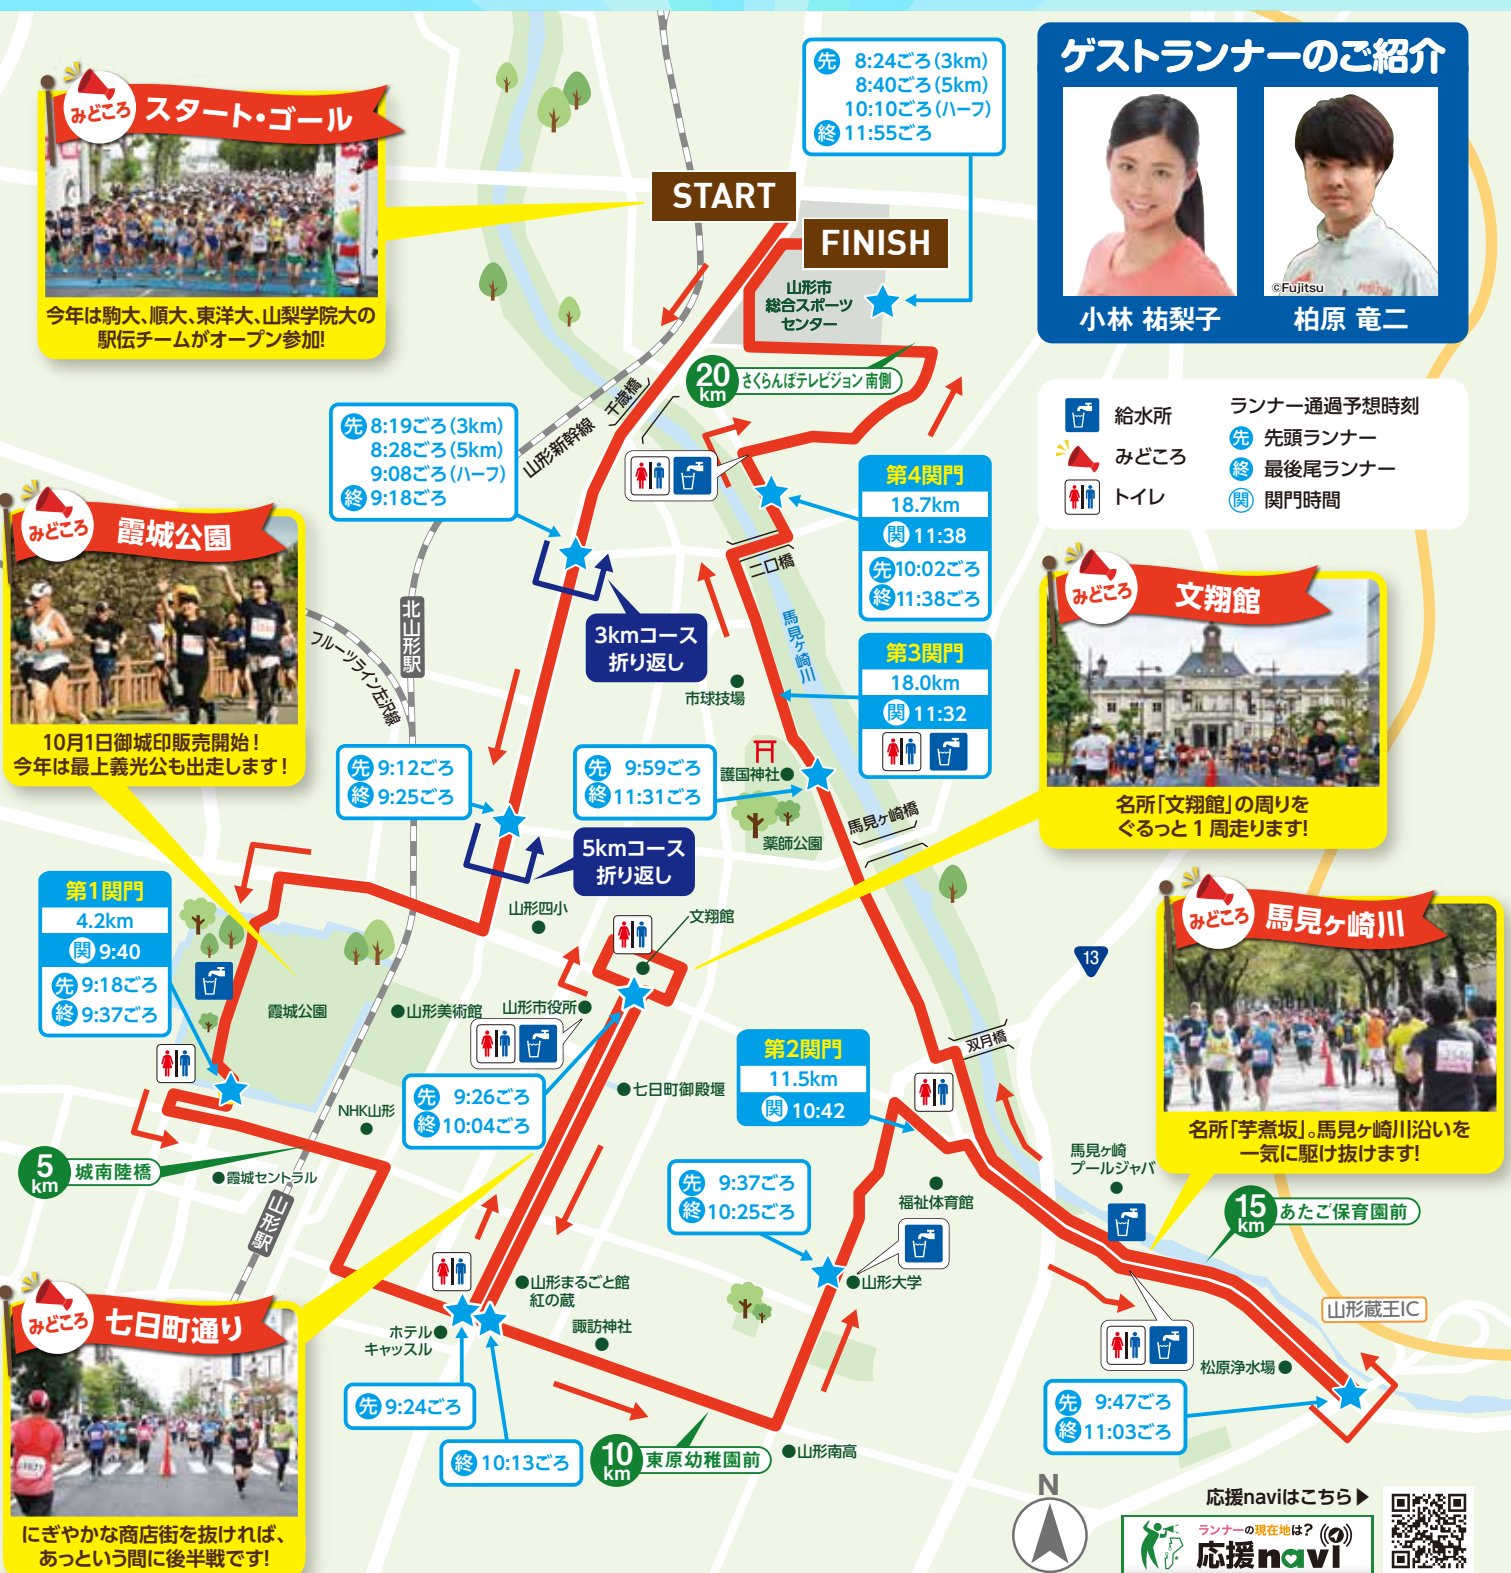 先 8:24ごろ(3km)
8:40ごろ(5km)
10:10ごろ(ハーフ)
終 11:55ごろ
ゲストランナーのご紹介
©Fujitsu
小林 祐梨子
柏原 竜二
みどころ
スタート・ゴール
今年は駒大、順大、東洋大、山梨学院大の
駅伝チームがオープン参加!
START
FINISH
山形市
総合スポーツ
センター
20
km
さくらんぼテレビジョン 南側
給水所
みどころ
トイレ
ランナー通過予想時刻
先 先頭ランナー
終 最後尾ランナー
関 関門時間
千歳橋
山形新幹線
先 8:19ごろ(3km)
8:28ごろ(5km)
9:08ごろ(ハーフ)
終 9:18ごろ
第4関門
18.7km
関 11:38
先 10:02ごろ
終 11:38ごろ
二口橋
馬見ヶ崎川
みどころ
霞城公園
10月1日御城印販売開始!
今年は最上義光公も出走します!
北山形駅
フルーツライン左沢線
3kmコース
折り返し
市球技場
第3関門
18.0km
関 11:32
みどころ
文翔館
名所「文翔館」の周りを
ぐるっと1周走ります!
先 9:12ごろ
終 9:25ごろ
先 9:59ごろ
終 11:31ごろ
護国神社
薬師公園
馬見ヶ崎橋
5kmコース
折り返し
第1関門
4.2km
関 9:40
先 9:18ごろ
終 9:37ごろ
霞城公園
山形四小
文翔館
山形美術館
山形市役所
13
双月橋
みどころ
馬見ヶ崎川
名所「芋煮坂」。馬見ヶ崎川沿いを
一気に駆け抜けます!
第2関門
11.5km
関 10:42
先 9:26ごろ
終 10:04ごろ
七日町御殿堰
NHK山形
5
km
城南陸橋
霞城セントラル
山形駅
先 9:37ごろ
終 10:25ごろ
福祉体育館
馬見ヶ崎
プールジャバ
15
km
あたご保育園前
山形大学
山形まるごと館
紅の蔵
ホテル
キャッスル
諏訪神社
山形蔵王IC
松原浄水場
みどころ
七日町通り
にぎやかな商店街を抜ければ、
あっという間に後半戦です!
先 9:24ごろ
終 10:13ごろ
10
km
東原幼稚園前
山形南高
先 9:47ごろ
終 11:03ごろ
N
応援naviはこちら▶
ランナーの現在地は?
応援navi